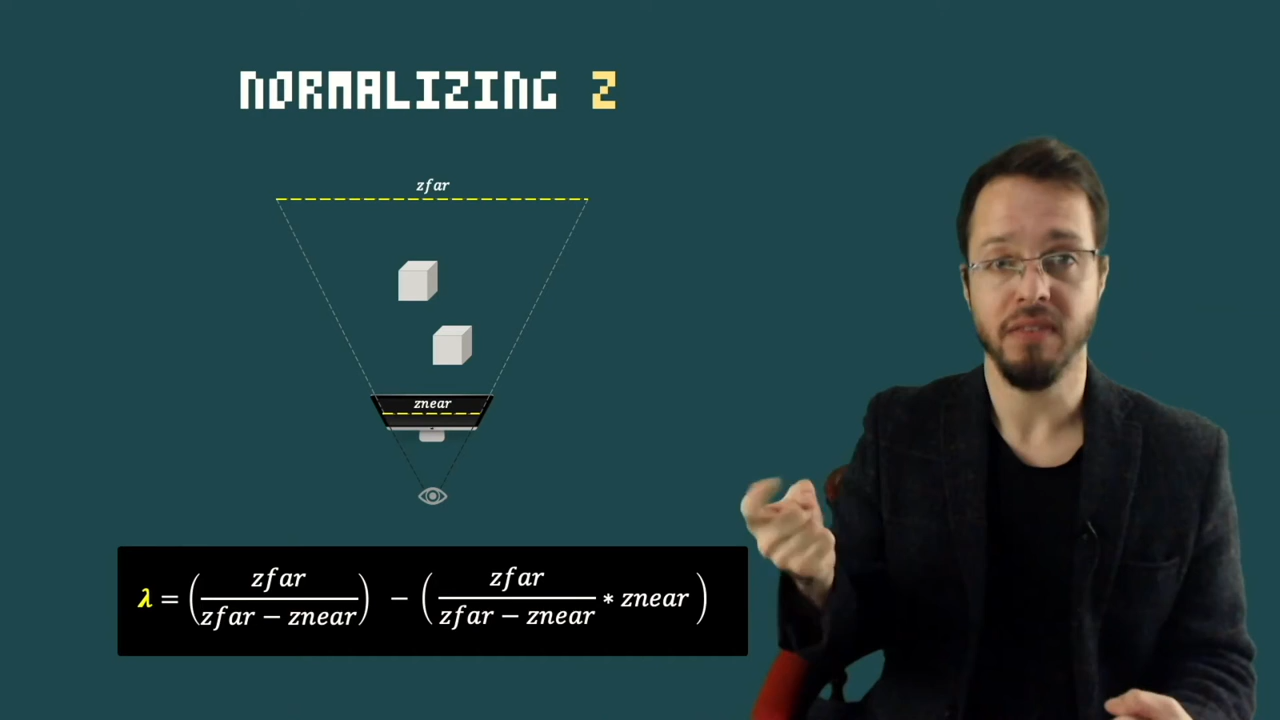 NORMALIZING Z
zfar
znear
λ = (zfar / (zfar − znear)) − (zfar / (zfar − znear) * znear)